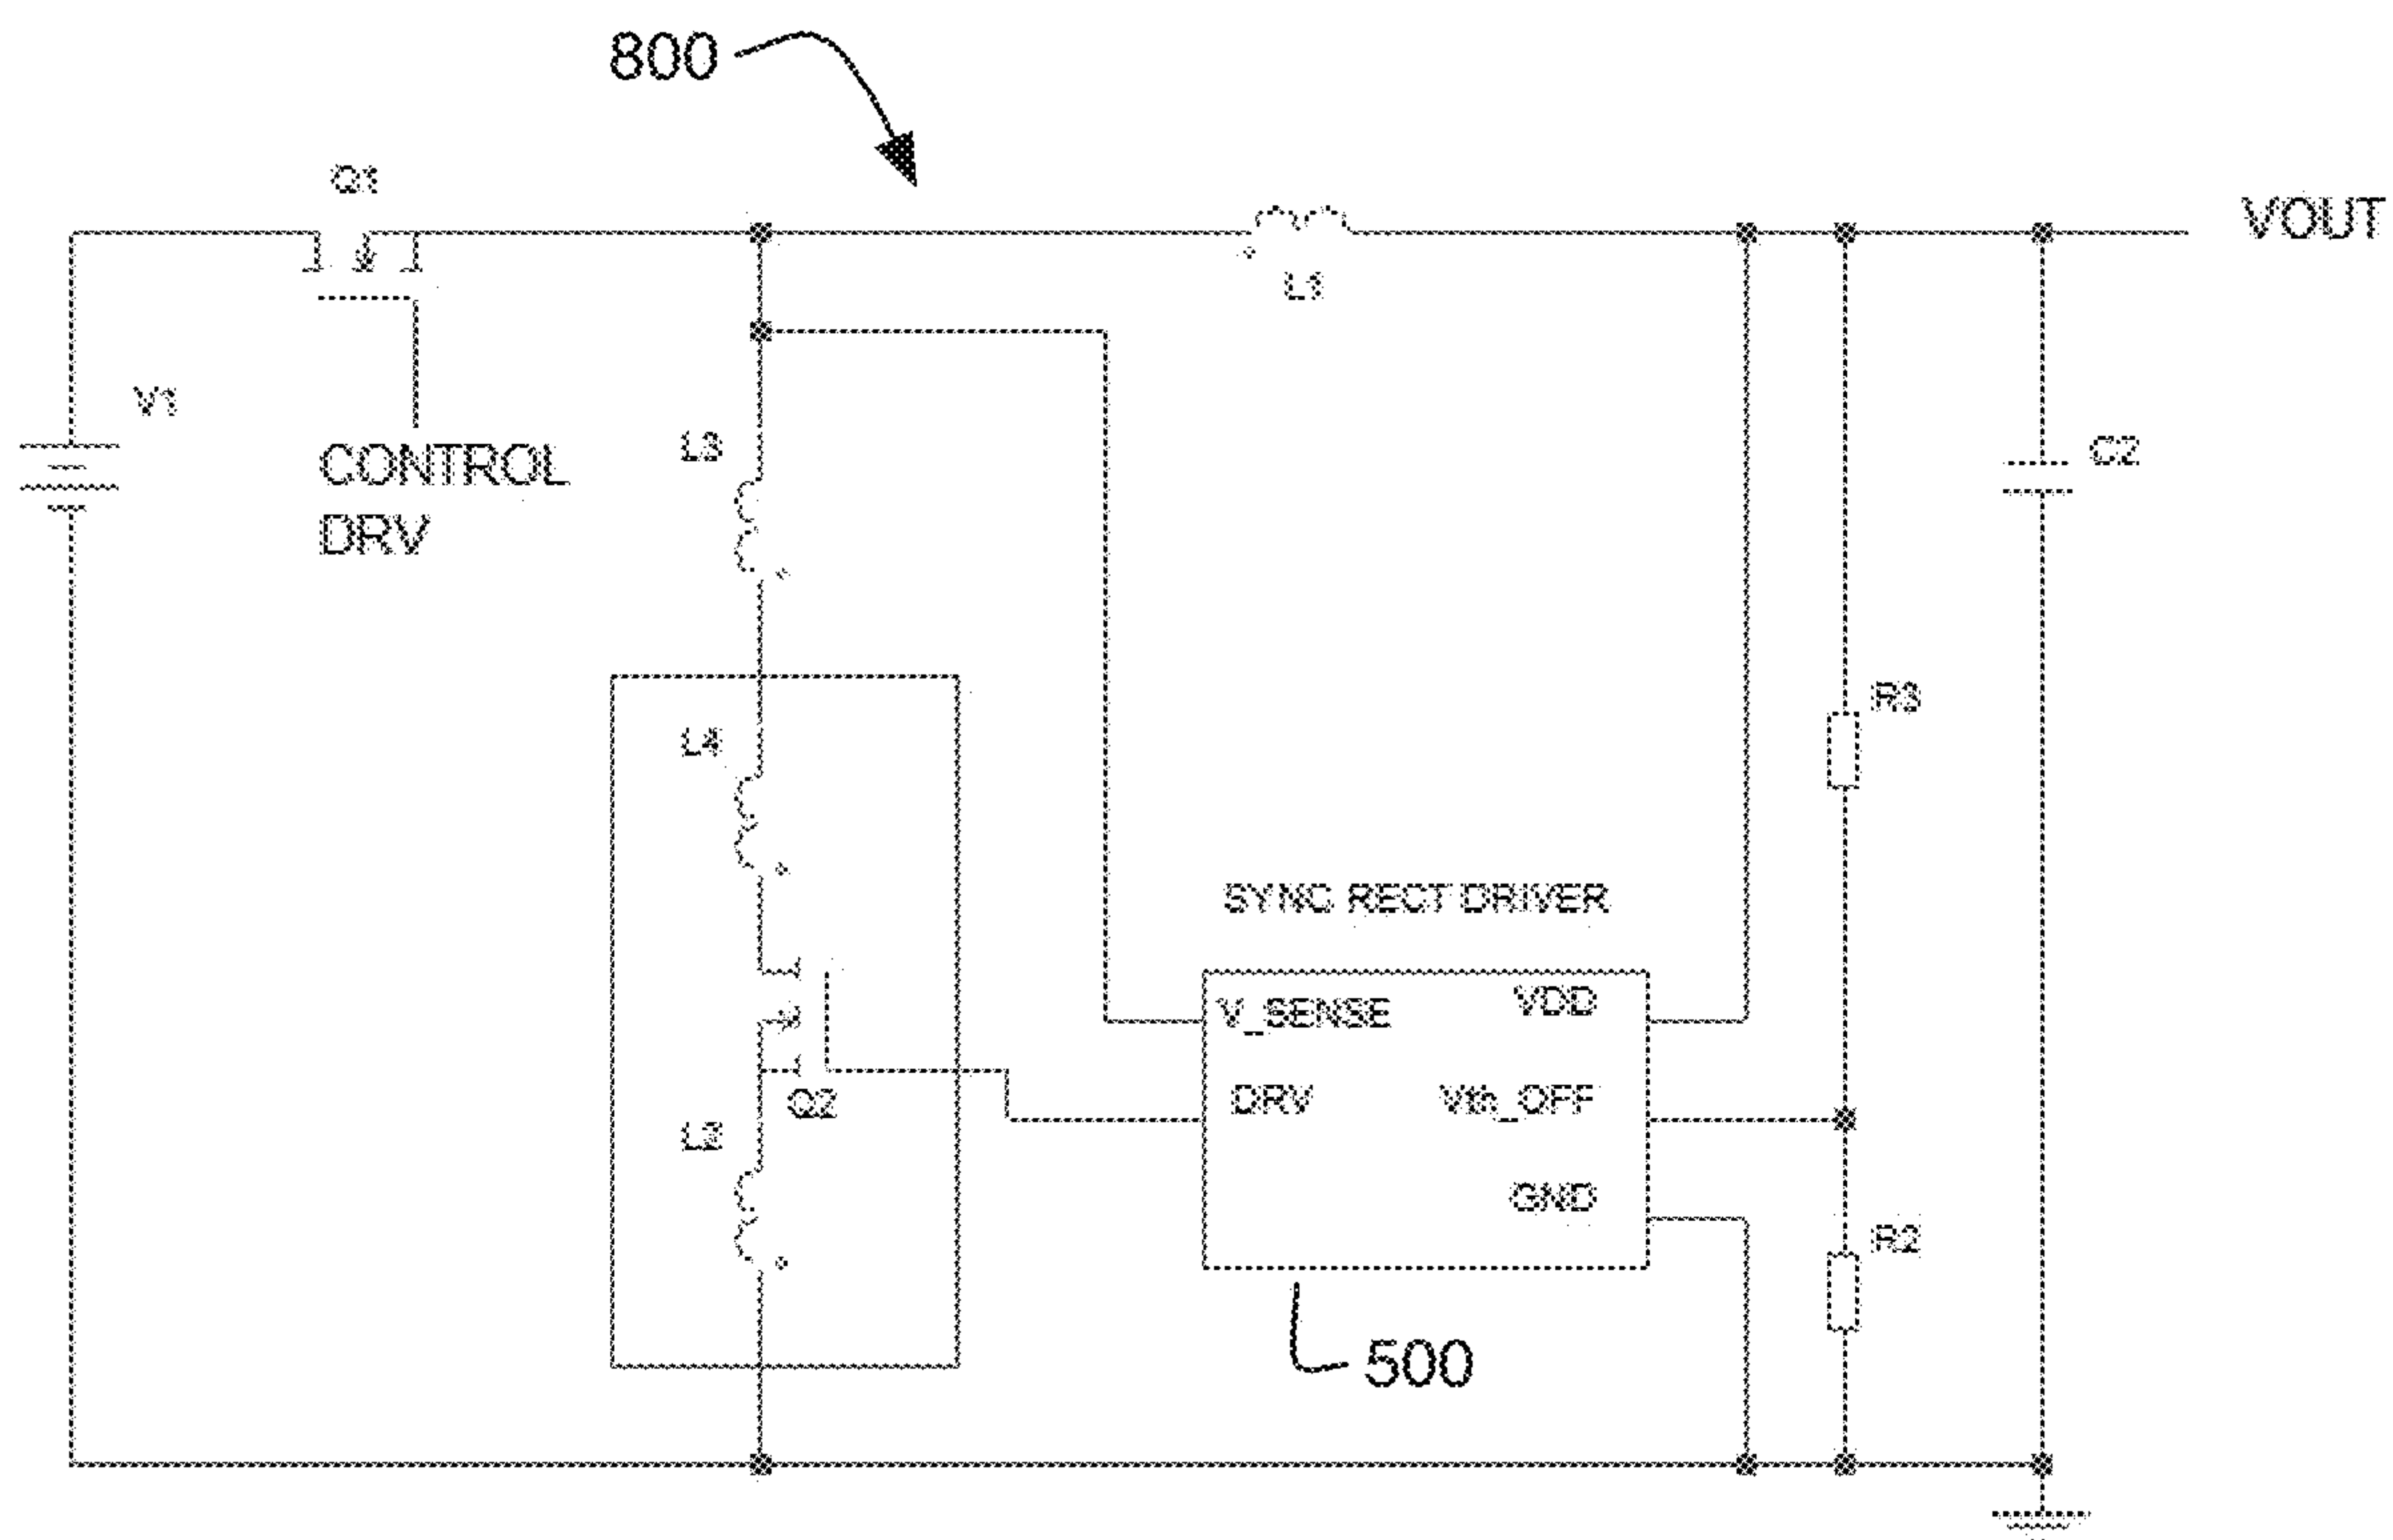 800
Q1
VOUT
L1
V1
CONTROL
DRV
L3
C2
R3
L4
SYNC RECT DRIVER
V_SENSE
VDD
DRV
Vth_OFF
Q2
L2
GND
R2
500